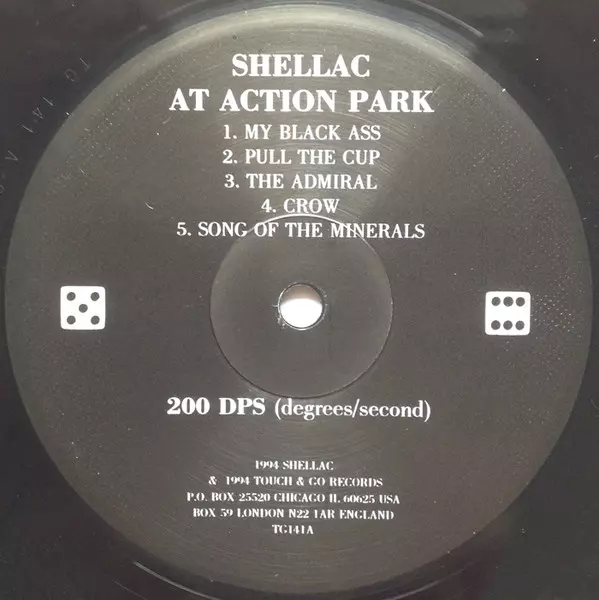 SHELLAC
AT ACTION PARK
1. MY BLACK ASS
2. PULL THE CUP
3. THE ADMIRAL
4. CROW
5. SONG OF THE MINERALS
200 DPS (degrees/second)
1994 SHELLAC
& 1994 TOUCH & GO RECORDS
P.O. BOX 25520 CHICAGO IL 60625 USA
BOX 59 LONDON N22 1AR ENGLAND
TG141A
TG 141 A